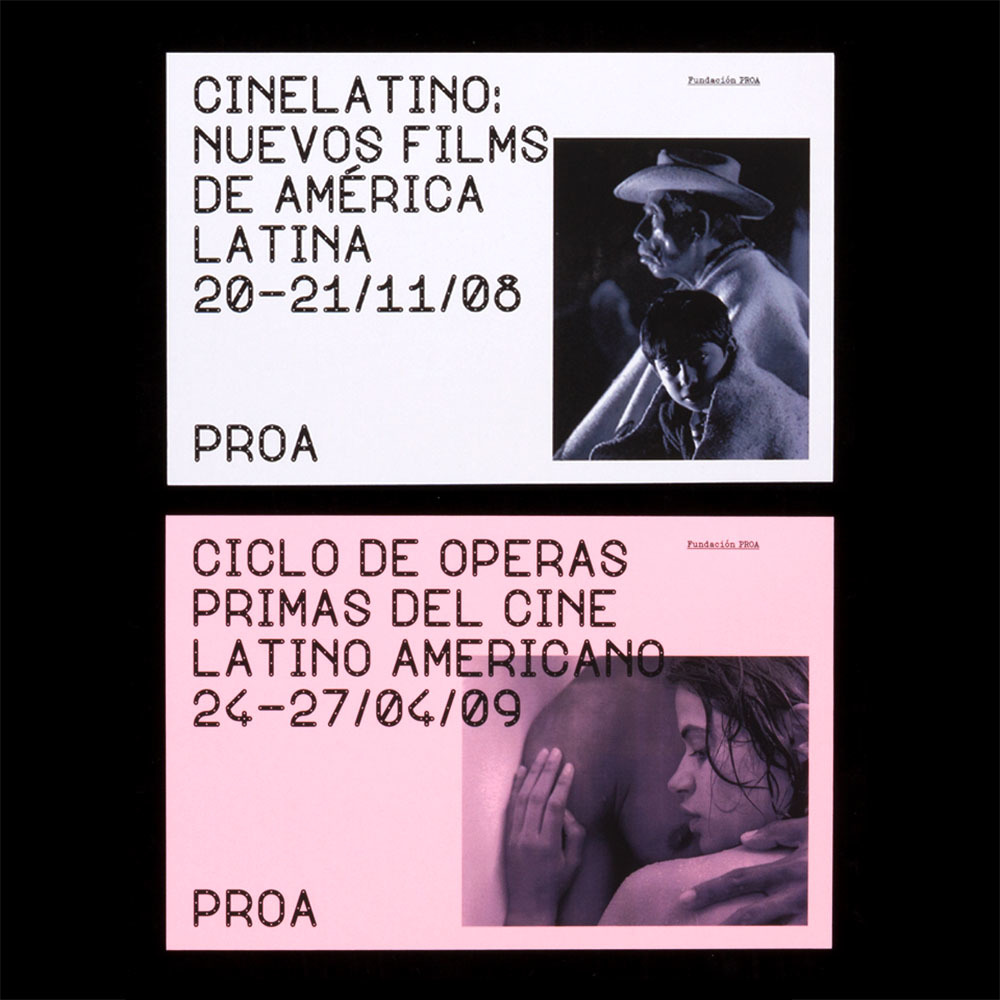 CINELATINO:
Fundación PROA
NUEVOS FILMS
DE AMÉRICA
LATINA
20-21/11/08
PROA
CICLO DE OPERAS
Fundación PROA
PRIMAS DEL CINE
LATINO AMERICANO
24-27/04/09
PROA